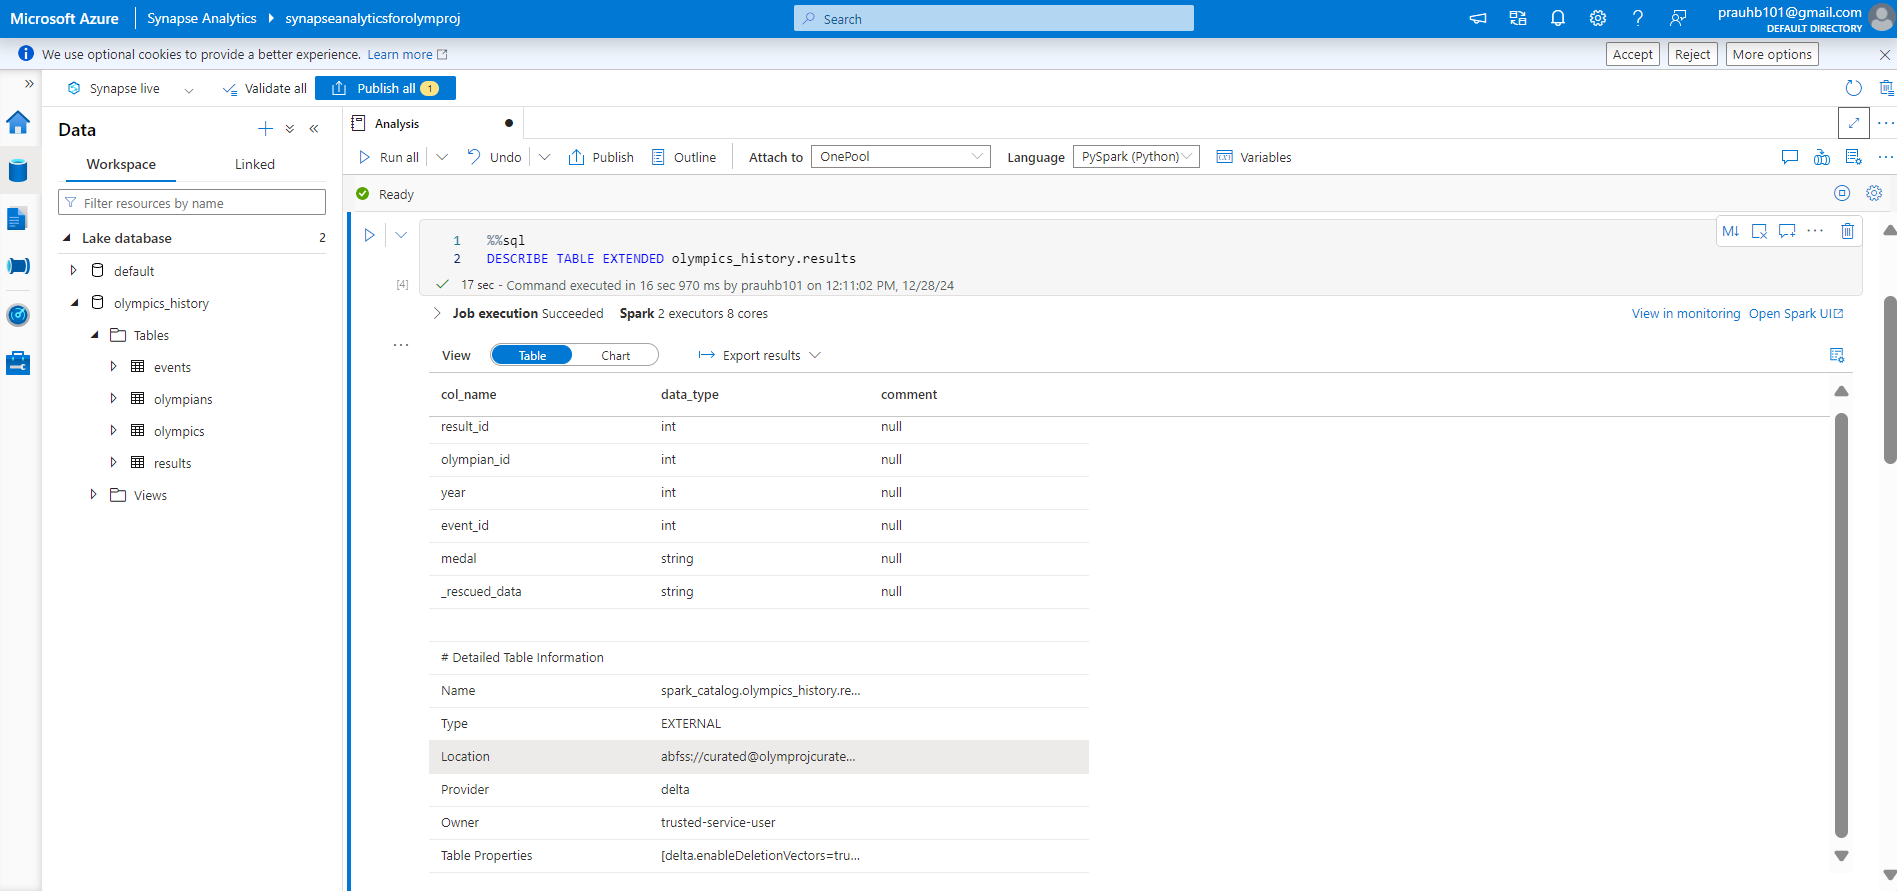 Microsoft Azure Synapse Analytics synapseanalyticsforolymproj Search prauhb101@gmail.com
DEFAULT DIRECTORY
We use optional cookies to provide a better experience. Learn more Accept Reject More options
Synapse live Validate all Publish all 1
Data
Analysis
Workspace Linked
Run all Undo Publish Outline Attach to OnePool Language PySpark (Python) Variables
Filter resources by name
Ready
Lake database 2
default
olympics_history
Tables
events
olympians
olympics
results
Views
1 %%sql
2 DESCRIBE TABLE EXTENDED olympics_history.results
[4] 17 sec - Command executed in 16 sec 970 ms by prauhb101 on 12:11:02 PM, 12/28/24
M↓
Job execution Succeeded Spark 2 executors 8 cores View in monitoring Open Spark UI
View Table Chart Export results
col_name data_type comment
result_id int null
olympian_id int null
year int null
event_id int null
medal string null
_rescued_data string null
# Detailed Table Information
Name spark_catalog.olympics_history.re...
Type EXTERNAL
Location abfss://curated@olymprojcurate...
Provider delta
Owner trusted-service-user
Table Properties [delta.enableDeletionVectors=tru...